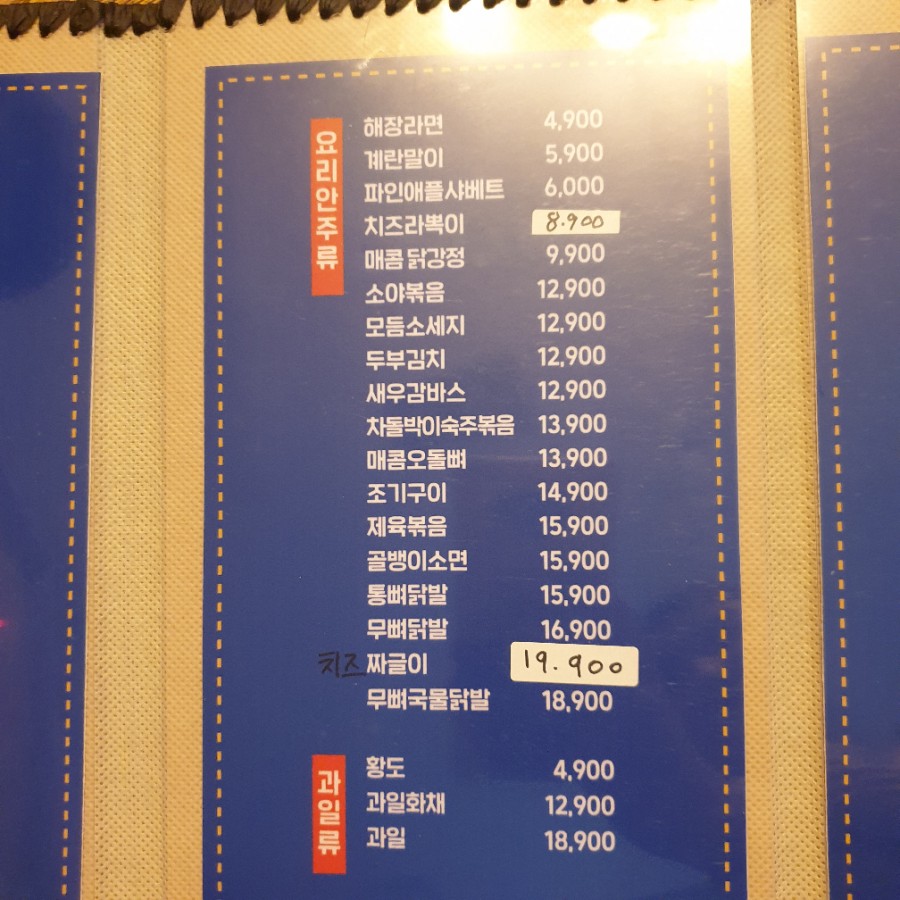 요리안주류
해장라면 4,900
계란말이 5,900
파인애플샤베트 6,000
치즈라뽁이 8.900
매콤 닭강정 9,900
소야볶음 12,900
모듬소세지 12,900
두부김치 12,900
새우감바스 12,900
차돌박이숙주볶음 13,900
매콤오돌뼈 13,900
조기구이 14,900
제육볶음 15,900
골뱅이소면 15,900
통뼈닭발 15,900
무뼈닭발 16,900
치즈 짜글이 19.900
무뼈국물닭발 18,900
과일류
황도 4,900
과일화채 12,900
과일 18,900